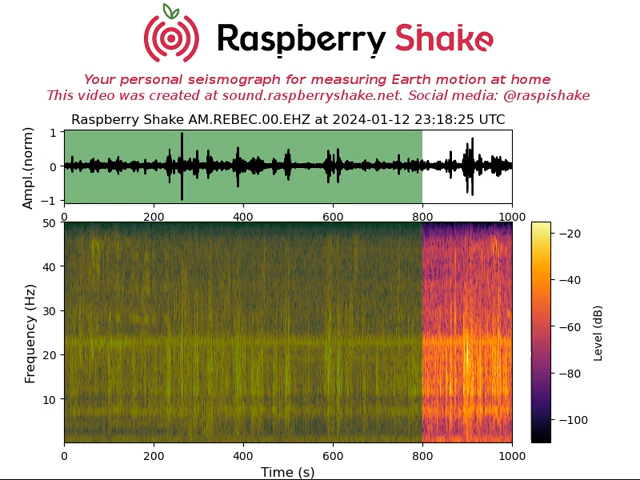 Raspberry Shake
Your personal seismograph for measuring Earth motion at home
This video was created at sound.raspberryshake.net. Social media: @raspishake
Raspberry Shake AM.REBEC.00.EHZ at 2024-01-12 23:18:25 UTC
Ampl.(norm)
1
0
−1
0 200 400 600 800 1000
Frequency (Hz)
50
40
30
20
10
0 200 400 600 800 1000
Time (s)
−20
−40
−60
−80
−100
Level (dB)